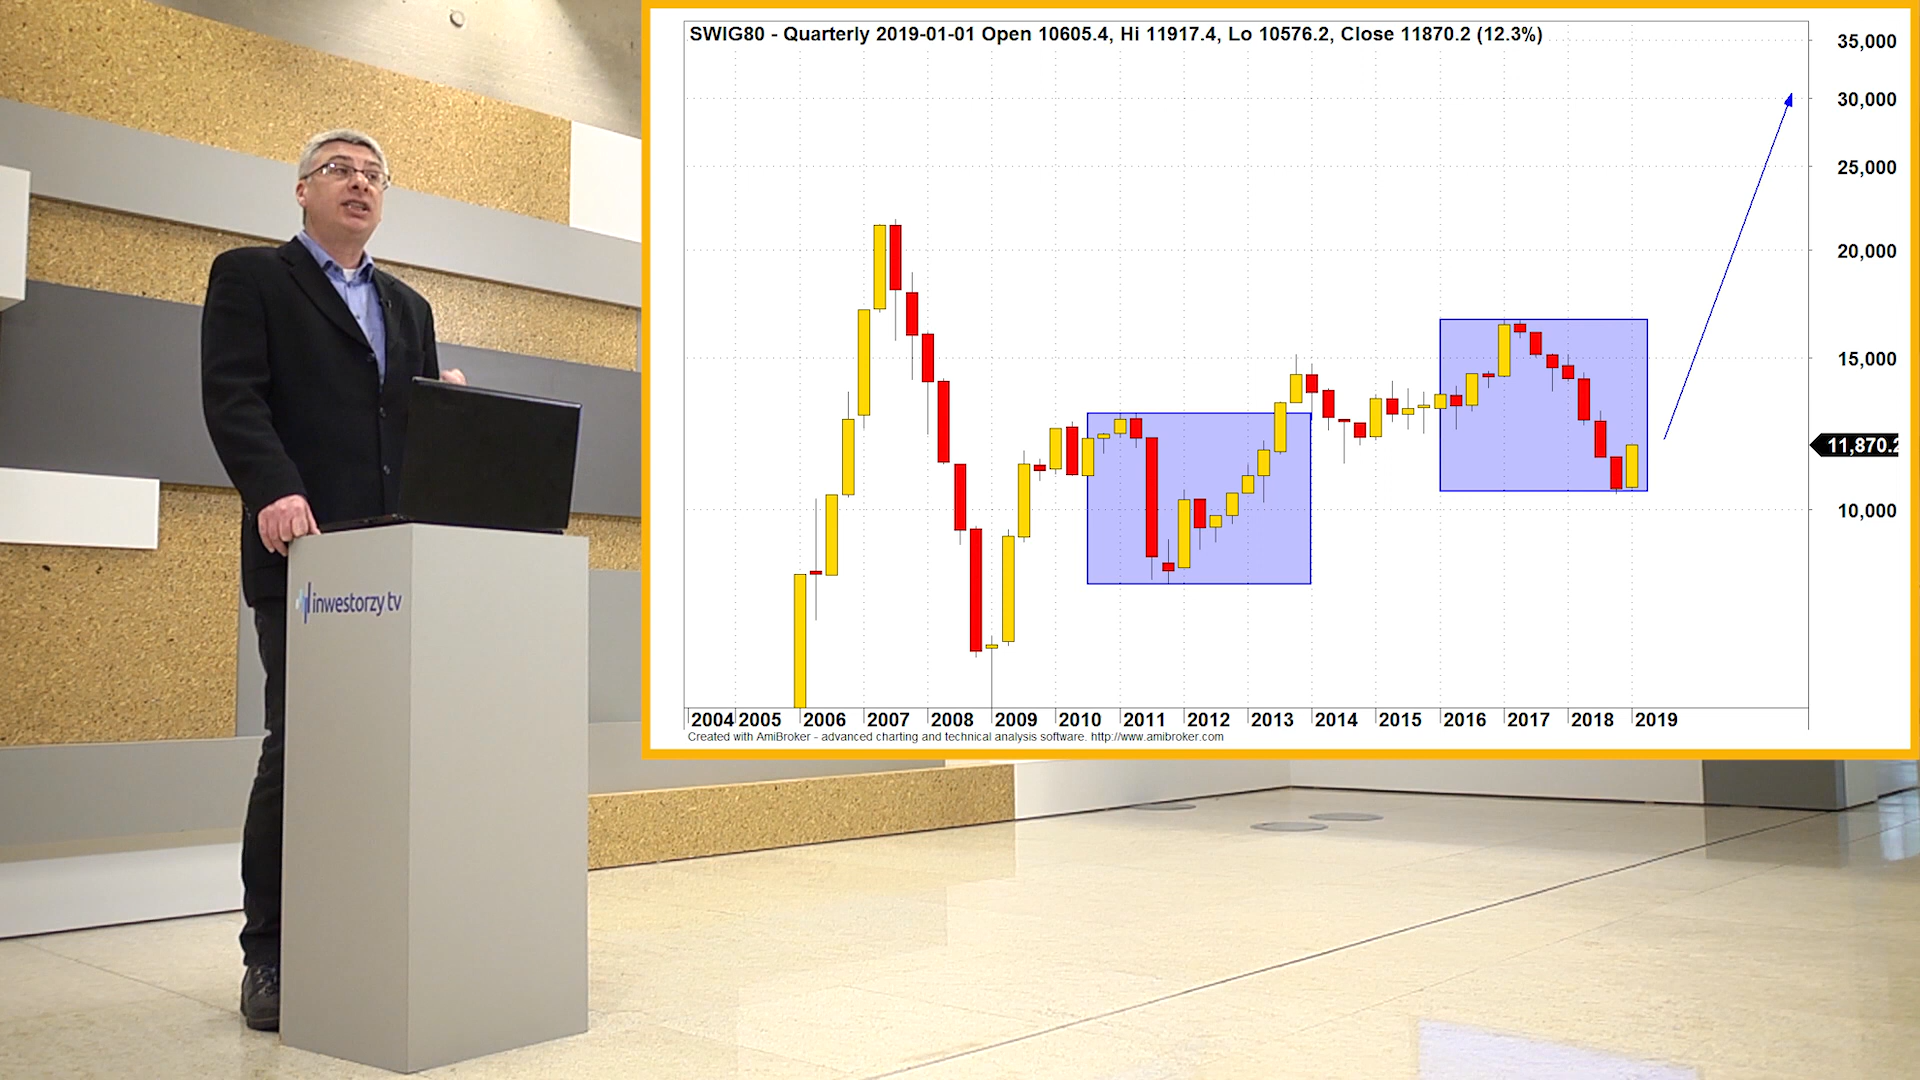 SWIG80 - Quarterly 2019-01-01 Open 10605.4, Hi 11917.4, Lo 10576.2, Close 11870.2 (12.3%)
35,000
30,000
25,000
20,000
15,000
11,870.2
10,000
2004 2005 2006 2007 2008 2009 2010 2011 2012 2013 2014 2015 2016 2017 2018 2019
Created with AmiBroker - advanced charting and technical analysis software. http://www.amibroker.com
inwestorzy tv